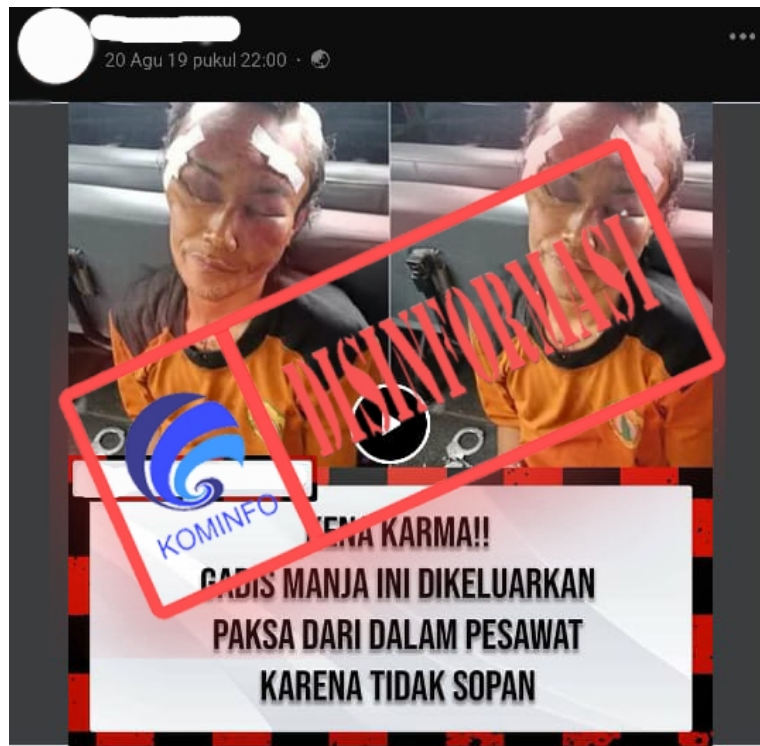 20 Agu 19 pukul 22:00
DISINFORMASI
KOMINFO
KENA KARMA!!
GADIS MANJA INI DIKELUARKAN
PAKSA DARI DALAM PESAWAT
KARENA TIDAK SOPAN